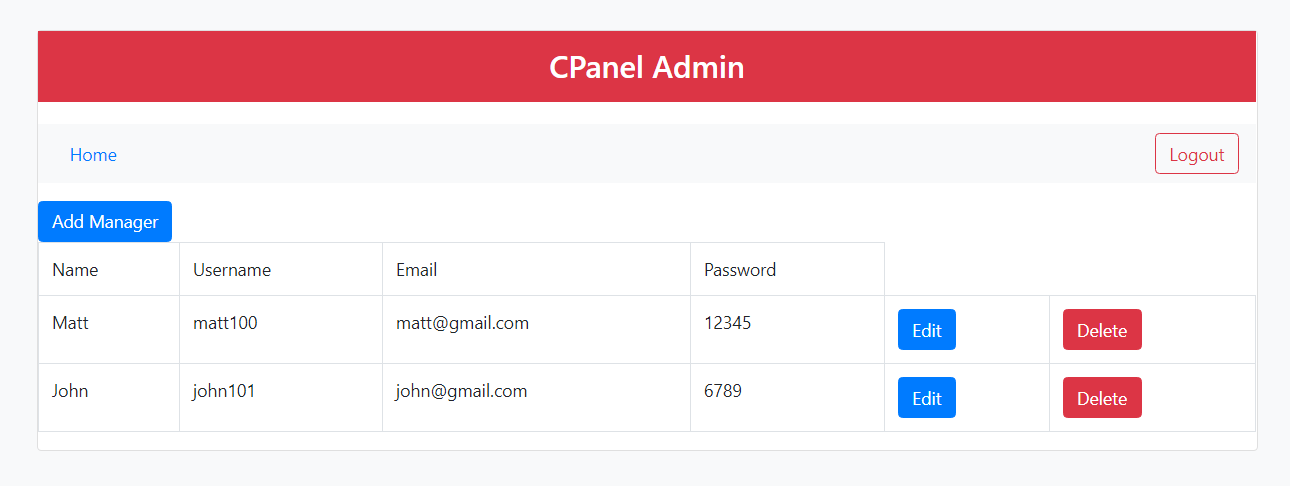 CPanel Admin
Home Logout
Add Manager
Name Username Email Password
Matt matt100 matt@gmail.com 12345 Edit Delete
John john101 john@gmail.com 6789 Edit Delete